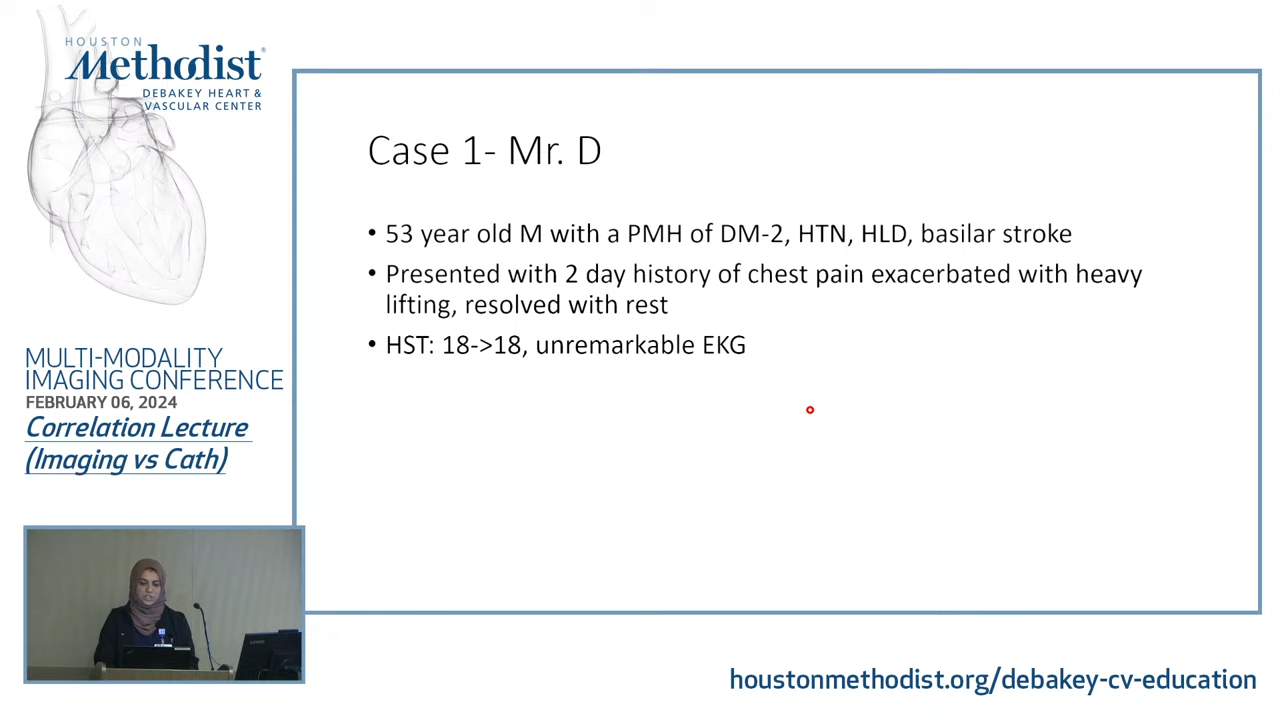 HOUSTON
Methodist®
DEBAKEY HEART &
VASCULAR CENTER
MULTI-MODALITY
IMAGING CONFERENCE
FEBRUARY 06, 2024
Correlation Lecture
(Imaging vs Cath)
Case 1- Mr. D
• 53 year old M with a PMH of DM-2, HTN, HLD, basilar stroke
• Presented with 2 day history of chest pain exacerbated with heavy
lifting, resolved with rest
• HST: 18->18, unremarkable EKG
houstonmethodist.org/debakey-cv-education